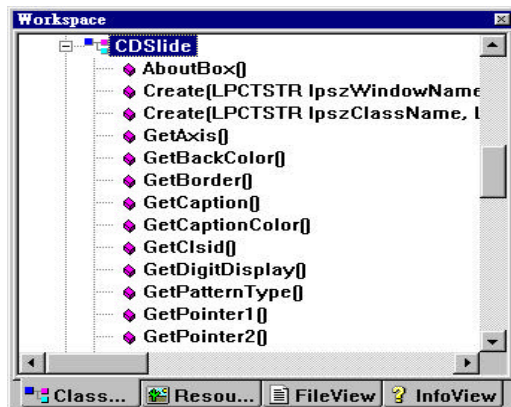 Workspace
CDSlide
AboutBox()
Create(LPCTSTR lpszWindowName
Create(LPCTSTR lpszClassName, L
GetAxis()
GetBackColor()
GetBorder()
GetCaption()
GetCaptionColor()
GetClsid()
GetDigitDisplay()
GetPatternType()
GetPointer1()
GetPointer2()
Class... Resou... FileView InfoView